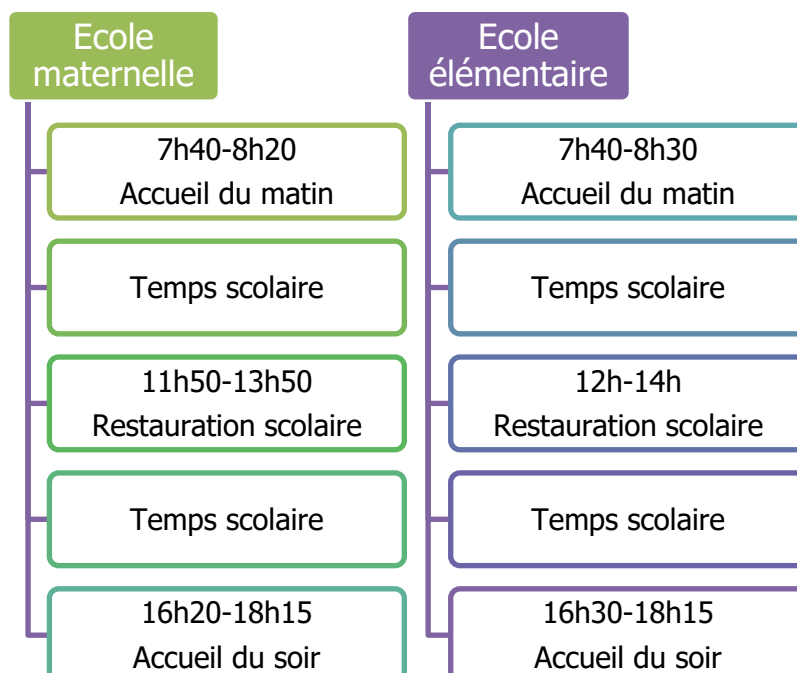 Ecole
maternelle
7h40-8h20
Accueil du matin
Temps scolaire
11h50-13h50
Restauration scolaire
Temps scolaire
16h20-18h15
Accueil du soir
Ecole
élémentaire
7h40-8h30
Accueil du matin
Temps scolaire
12h-14h
Restauration scolaire
Temps scolaire
16h30-18h15
Accueil du soir